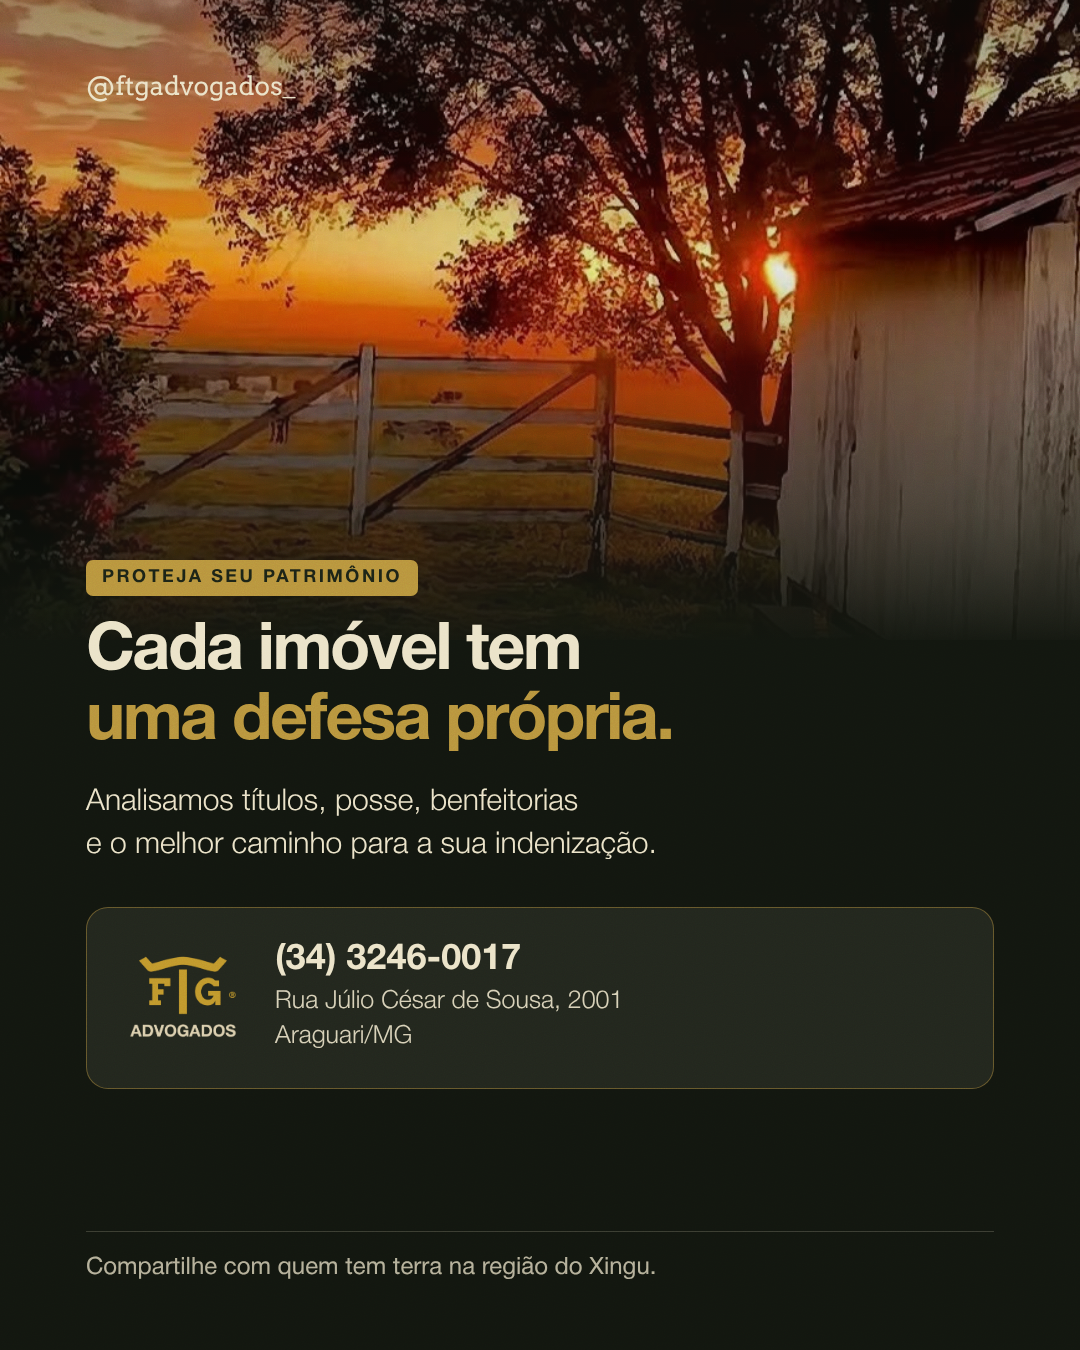 @ftgadvogados_
PROTEJA SEU PATRIMÔNIO
Cada imóvel tem
uma defesa própria.
Analisamos títulos, posse, benfeitorias
e o melhor caminho para a sua indenização.
FTG®
ADVOGADOS
(34) 3246-0017
Rua Júlio César de Sousa, 2001
Araguari/MG
Compartilhe com quem tem terra na região do Xingu.